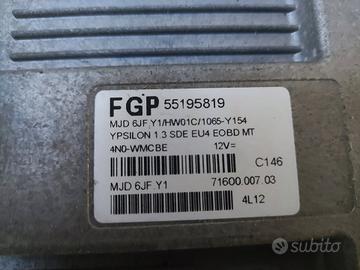 FGP 55195819
MJD 6JF.Y1/HW01C/1065-Y154
YPSILON 1.3 SDE EU4 EOBD MT
4N0-WMCBE 12V=
C146
MJD 6JF.Y1 71600.007.03
4L12
subito